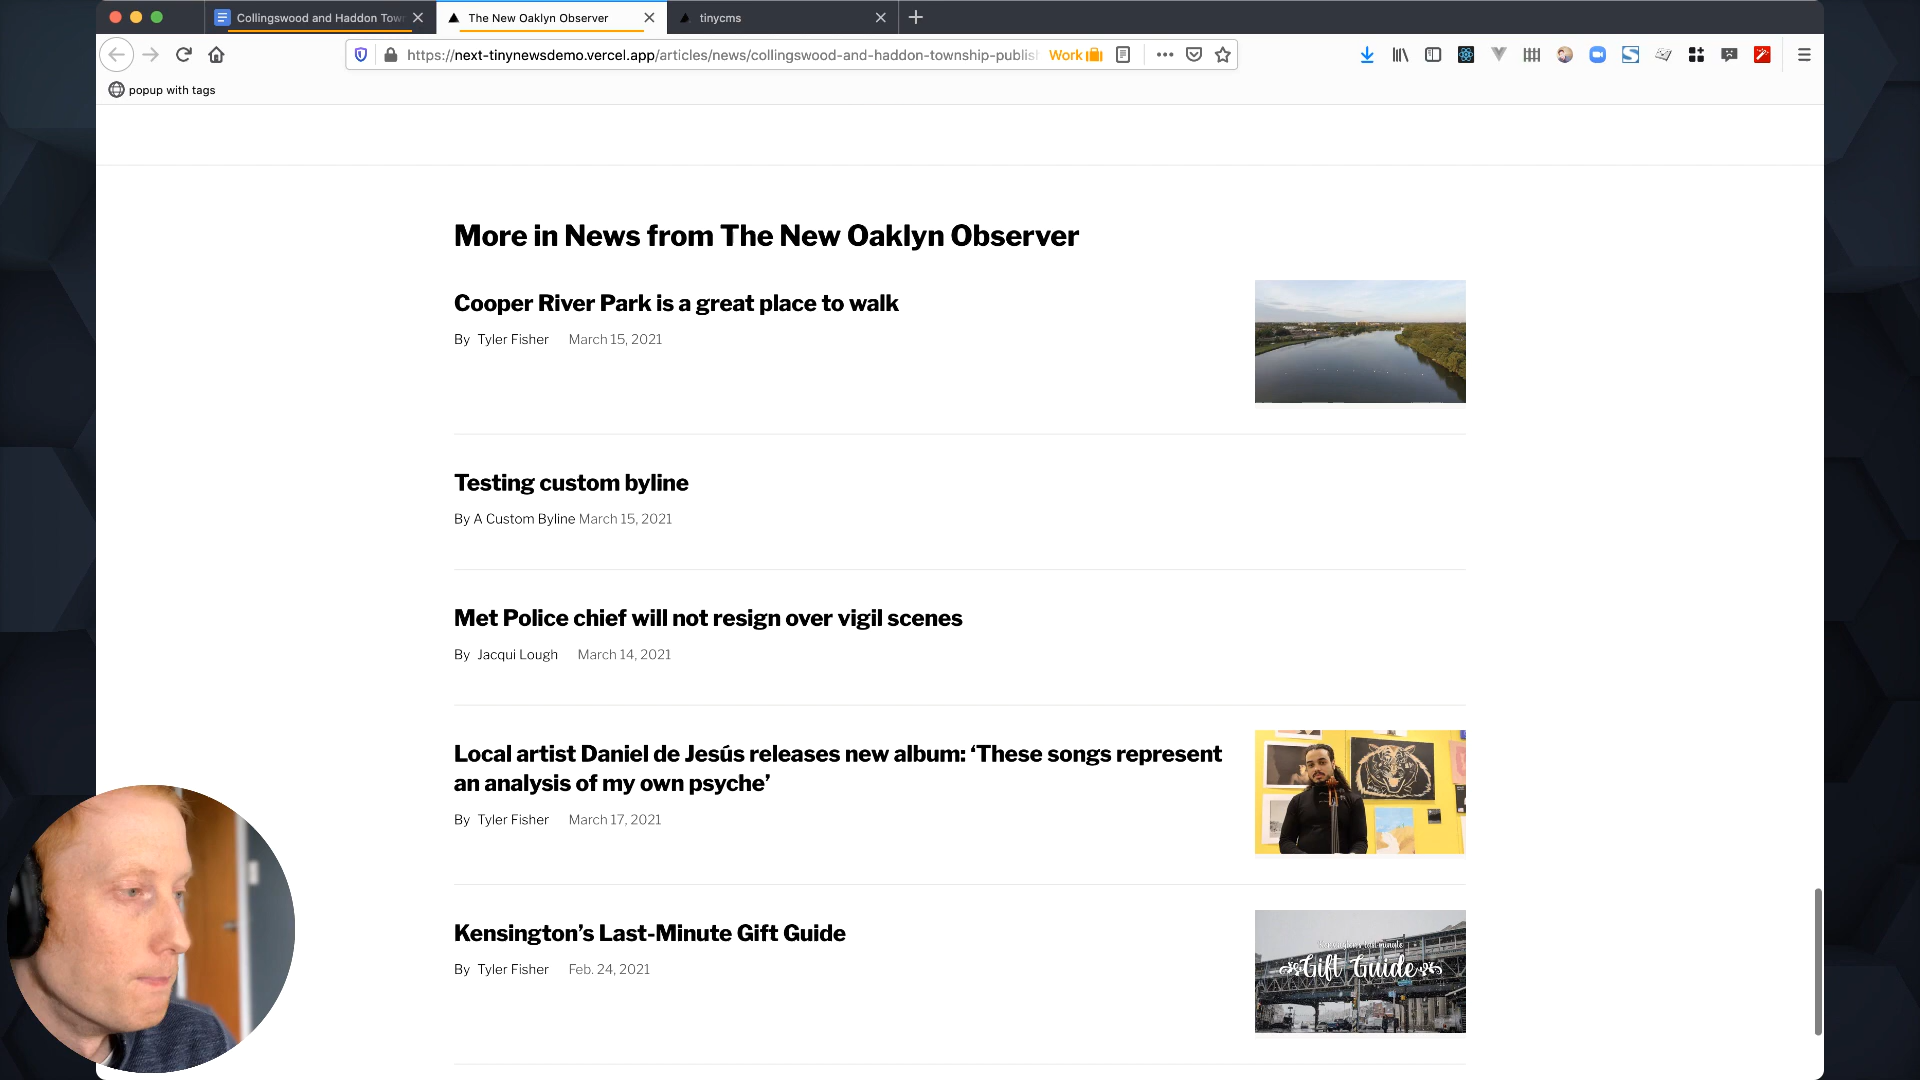 Collingswood and Haddon Tow
The New Oaklyn Observer
tinycms
https://next-tinynewsdemo.vercel.app/articles/news/collingswood-and-haddon-township-publis
Work
popup with tags
More in News from The New Oaklyn Observer
Cooper River Park is a great place to walk
By Tyler Fisher March 15, 2021
Testing custom byline
By A Custom Byline March 15, 2021
Met Police chief will not resign over vigil scenes
By Jacqui Lough March 14, 2021
Local artist Daniel de Jesús releases new album: ‘These songs represent
an analysis of my own psyche’
By Tyler Fisher March 17, 2021
Kensington’s Last-Minute Gift Guide
By Tyler Fisher Feb. 24, 2021
Kensington's last minute
Gift Guide